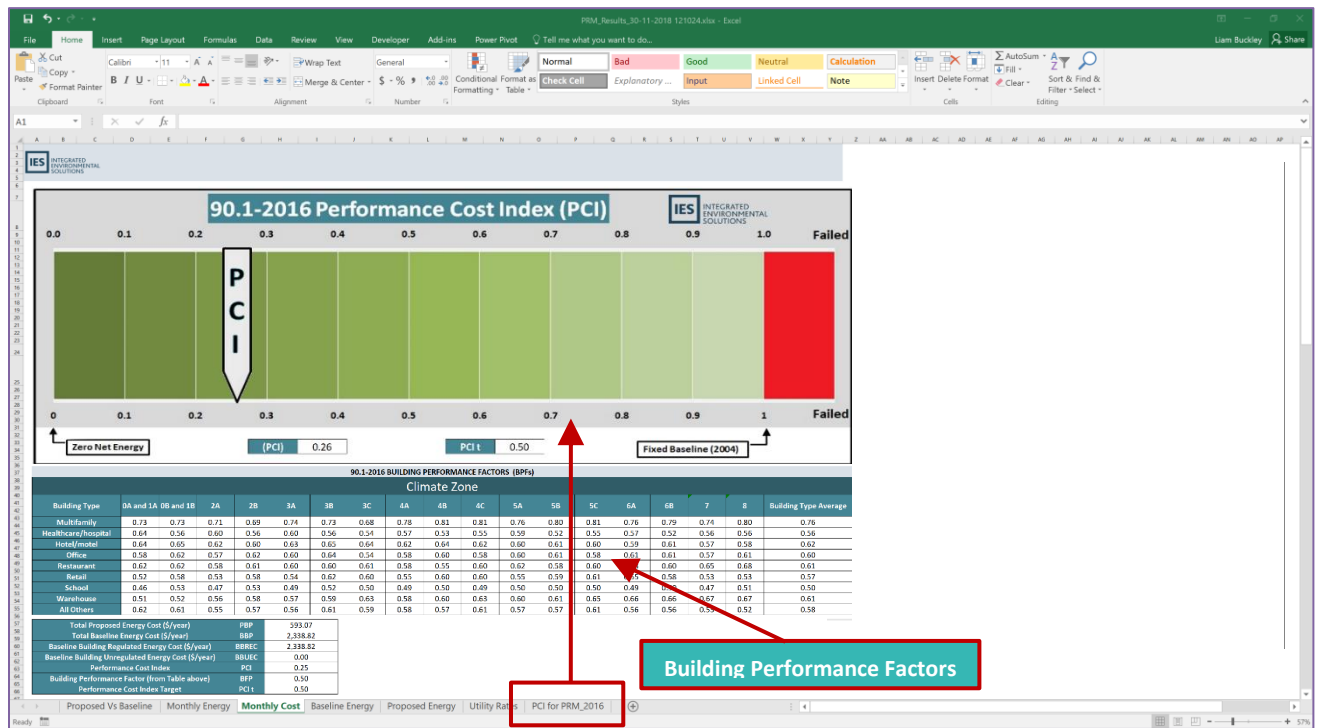 PRM_Results_30-11-2018 121024.xlsx - Excel
File Home Insert Page Layout Formulas Data Review View Developer Add-ins Power Pivot Tell me what you want to do... Liam Buckley Share
Cut Calibri 11 Wrap Text General Normal Bad Good Neutral Calculation AutoSum
Copy Fill
Paste Format Painter Merge & Center Conditional Formatting Format as Table Check Cell Explanatory ... Input Linked Cell Note Insert Delete Format Clear Sort & Find & Filter Select
Clipboard Font Alignment Number Styles Cells Editing
A1 fx
IES INTEGRATED ENVIRONMENTAL SOLUTIONS
90.1-2016 Performance Cost Index (PCI) IES INTEGRATED ENVIRONMENTAL SOLUTIONS
0.0 0.1 0.2 0.3 0.4 0.5 0.6 0.7 0.8 0.9 1.0 Failed
P
C
I
0 0.1 0.2 0.3 0.4 0.5 0.6 0.7 0.8 0.9 1 Failed
Zero Net Energy (PCI) 0.26 PCI t 0.50 Fixed Baseline (2004)
90.1-2016 BUILDING PERFORMANCE FACTORS (BPFs)
Climate Zone
Building Type 0A and 1A 0B and 1B 2A 2B 3A 3B 3C 4A 4B 4C 5A 5B 5C 6A 6B 7 8 Building Type Average
Multifamily 0.73 0.73 0.71 0.69 0.74 0.73 0.68 0.78 0.81 0.81 0.76 0.80 0.81 0.76 0.79 0.74 0.80 0.76
Healthcare/hospital 0.64 0.56 0.60 0.56 0.60 0.56 0.54 0.57 0.53 0.55 0.59 0.52 0.55 0.57 0.52 0.56 0.56 0.56
Hotel/motel 0.64 0.65 0.62 0.60 0.63 0.65 0.64 0.62 0.64 0.62 0.60 0.61 0.60 0.59 0.61 0.57 0.58 0.62
Office 0.58 0.62 0.57 0.62 0.60 0.64 0.54 0.58 0.60 0.58 0.60 0.61 0.58 0.61 0.61 0.57 0.61 0.60
Restaurant 0.62 0.62 0.58 0.61 0.60 0.60 0.61 0.58 0.55 0.60 0.62 0.58 0.60 0.60 0.65 0.68 0.61
Retail 0.52 0.58 0.53 0.58 0.54 0.62 0.60 0.55 0.60 0.60 0.55 0.59 0.61 0.58 0.53 0.53 0.57
School 0.46 0.53 0.47 0.53 0.49 0.52 0.50 0.49 0.50 0.49 0.50 0.50 0.50 0.49 0.47 0.51 0.50
Warehouse 0.51 0.52 0.56 0.58 0.57 0.59 0.63 0.58 0.60 0.63 0.60 0.61 0.65 0.66 0.66 0.67 0.67 0.61
All Others 0.62 0.61 0.55 0.57 0.56 0.61 0.59 0.58 0.57 0.61 0.57 0.57 0.61 0.56 0.56 0.52 0.58
Total Proposed Energy Cost ($/year) PBP 593.07
Total Baseline Energy Cost ($/year) BBP 2,338.82
Baseline Building Regulated Energy Cost ($/year) BBREC 2,338.82
Baseline Building Unregulated Energy Cost ($/year) BBUEC 0.00
Performance Cost Index PCI 0.25
Building Performance Factor (from Table above) BFP 0.50
Performance Cost Index Target PCI t 0.50
Building Performance Factors
Proposed Vs Baseline Monthly Energy Monthly Cost Baseline Energy Proposed Energy Utility Rates PCI for PRM_2016
Ready 57%